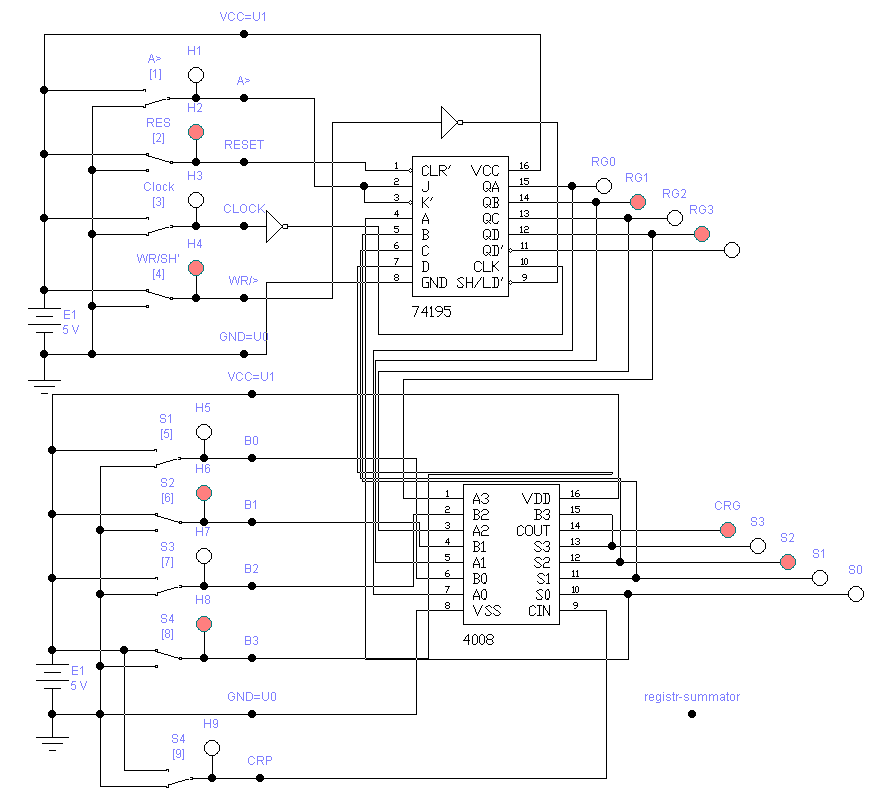 VCC=U1
H1
A>
[1]
A>
H2
RES
[2]
RESET
H3
Clock
[3]
CLOCK
H4
WR/SH'
[4]
WR/>
E1
5 V
GND=U0
1 CLR' VCC 16
2 J QA 15
3 K' QB 14
4 A QC 13
5 B QD 12
6 C QD' 11
7 D CLK 10
8 GND SH/LD' 9
74195
RG0
RG1
RG2
RG3
VCC=U1
H5
S1
[5]
B0
H6
S2
[6]
B1
H7
S3
[7]
B2
H8
S4
[8]
B3
E1
5 V
GND=U0
H9
S4
[9]
CRP
1 A3 VDD 16
2 B2 B3 15
3 A2 COUT 14
4 B1 S3 13
5 A1 S2 12
6 B0 S1 11
7 A0 S0 10
8 VSS CIN 9
4008
CRG
S3
S2
S1
S0
registr-summator